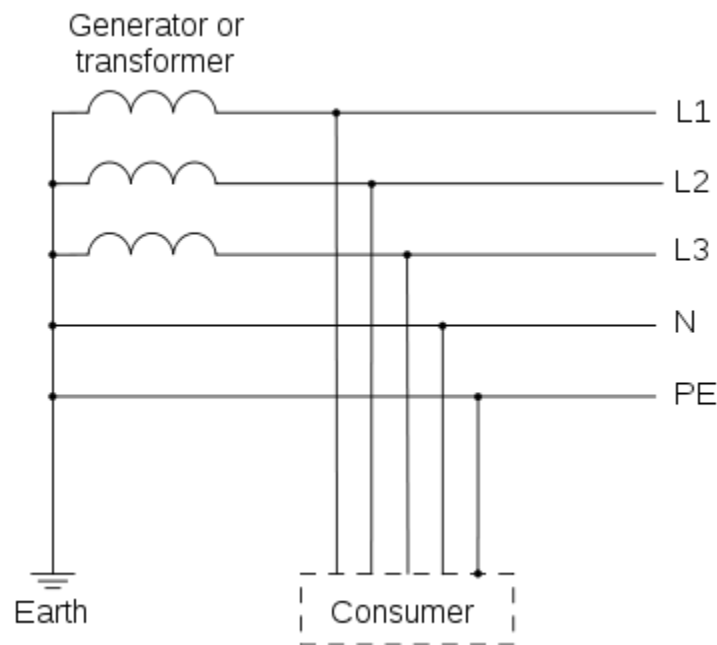 Generator or
transformer
L1
L2
L3
N
PE
Earth
Consumer